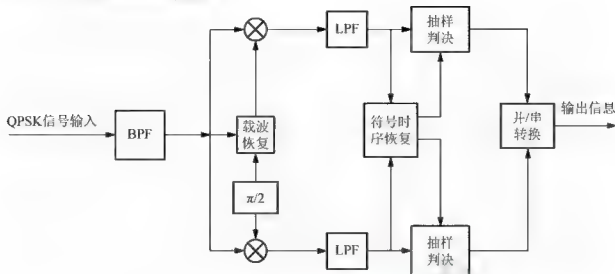 LPF
抽样
判决
QPSK信号输入
BPF
载波
恢复
符号时
序恢复
并/串
转换
输出信息
π/2
LPF
抽样
判决